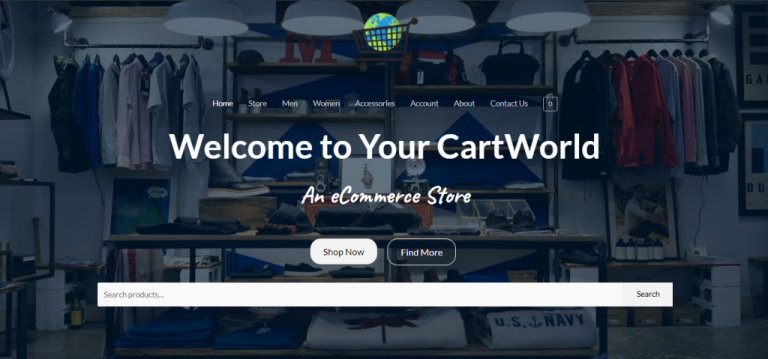 M
Home Store Men Women Accessories Account About Contact Us 0
Welcome to Your CartWorld
An eCommerce Store
Shop Now Find More
Search products... Search
U.S. NAVY